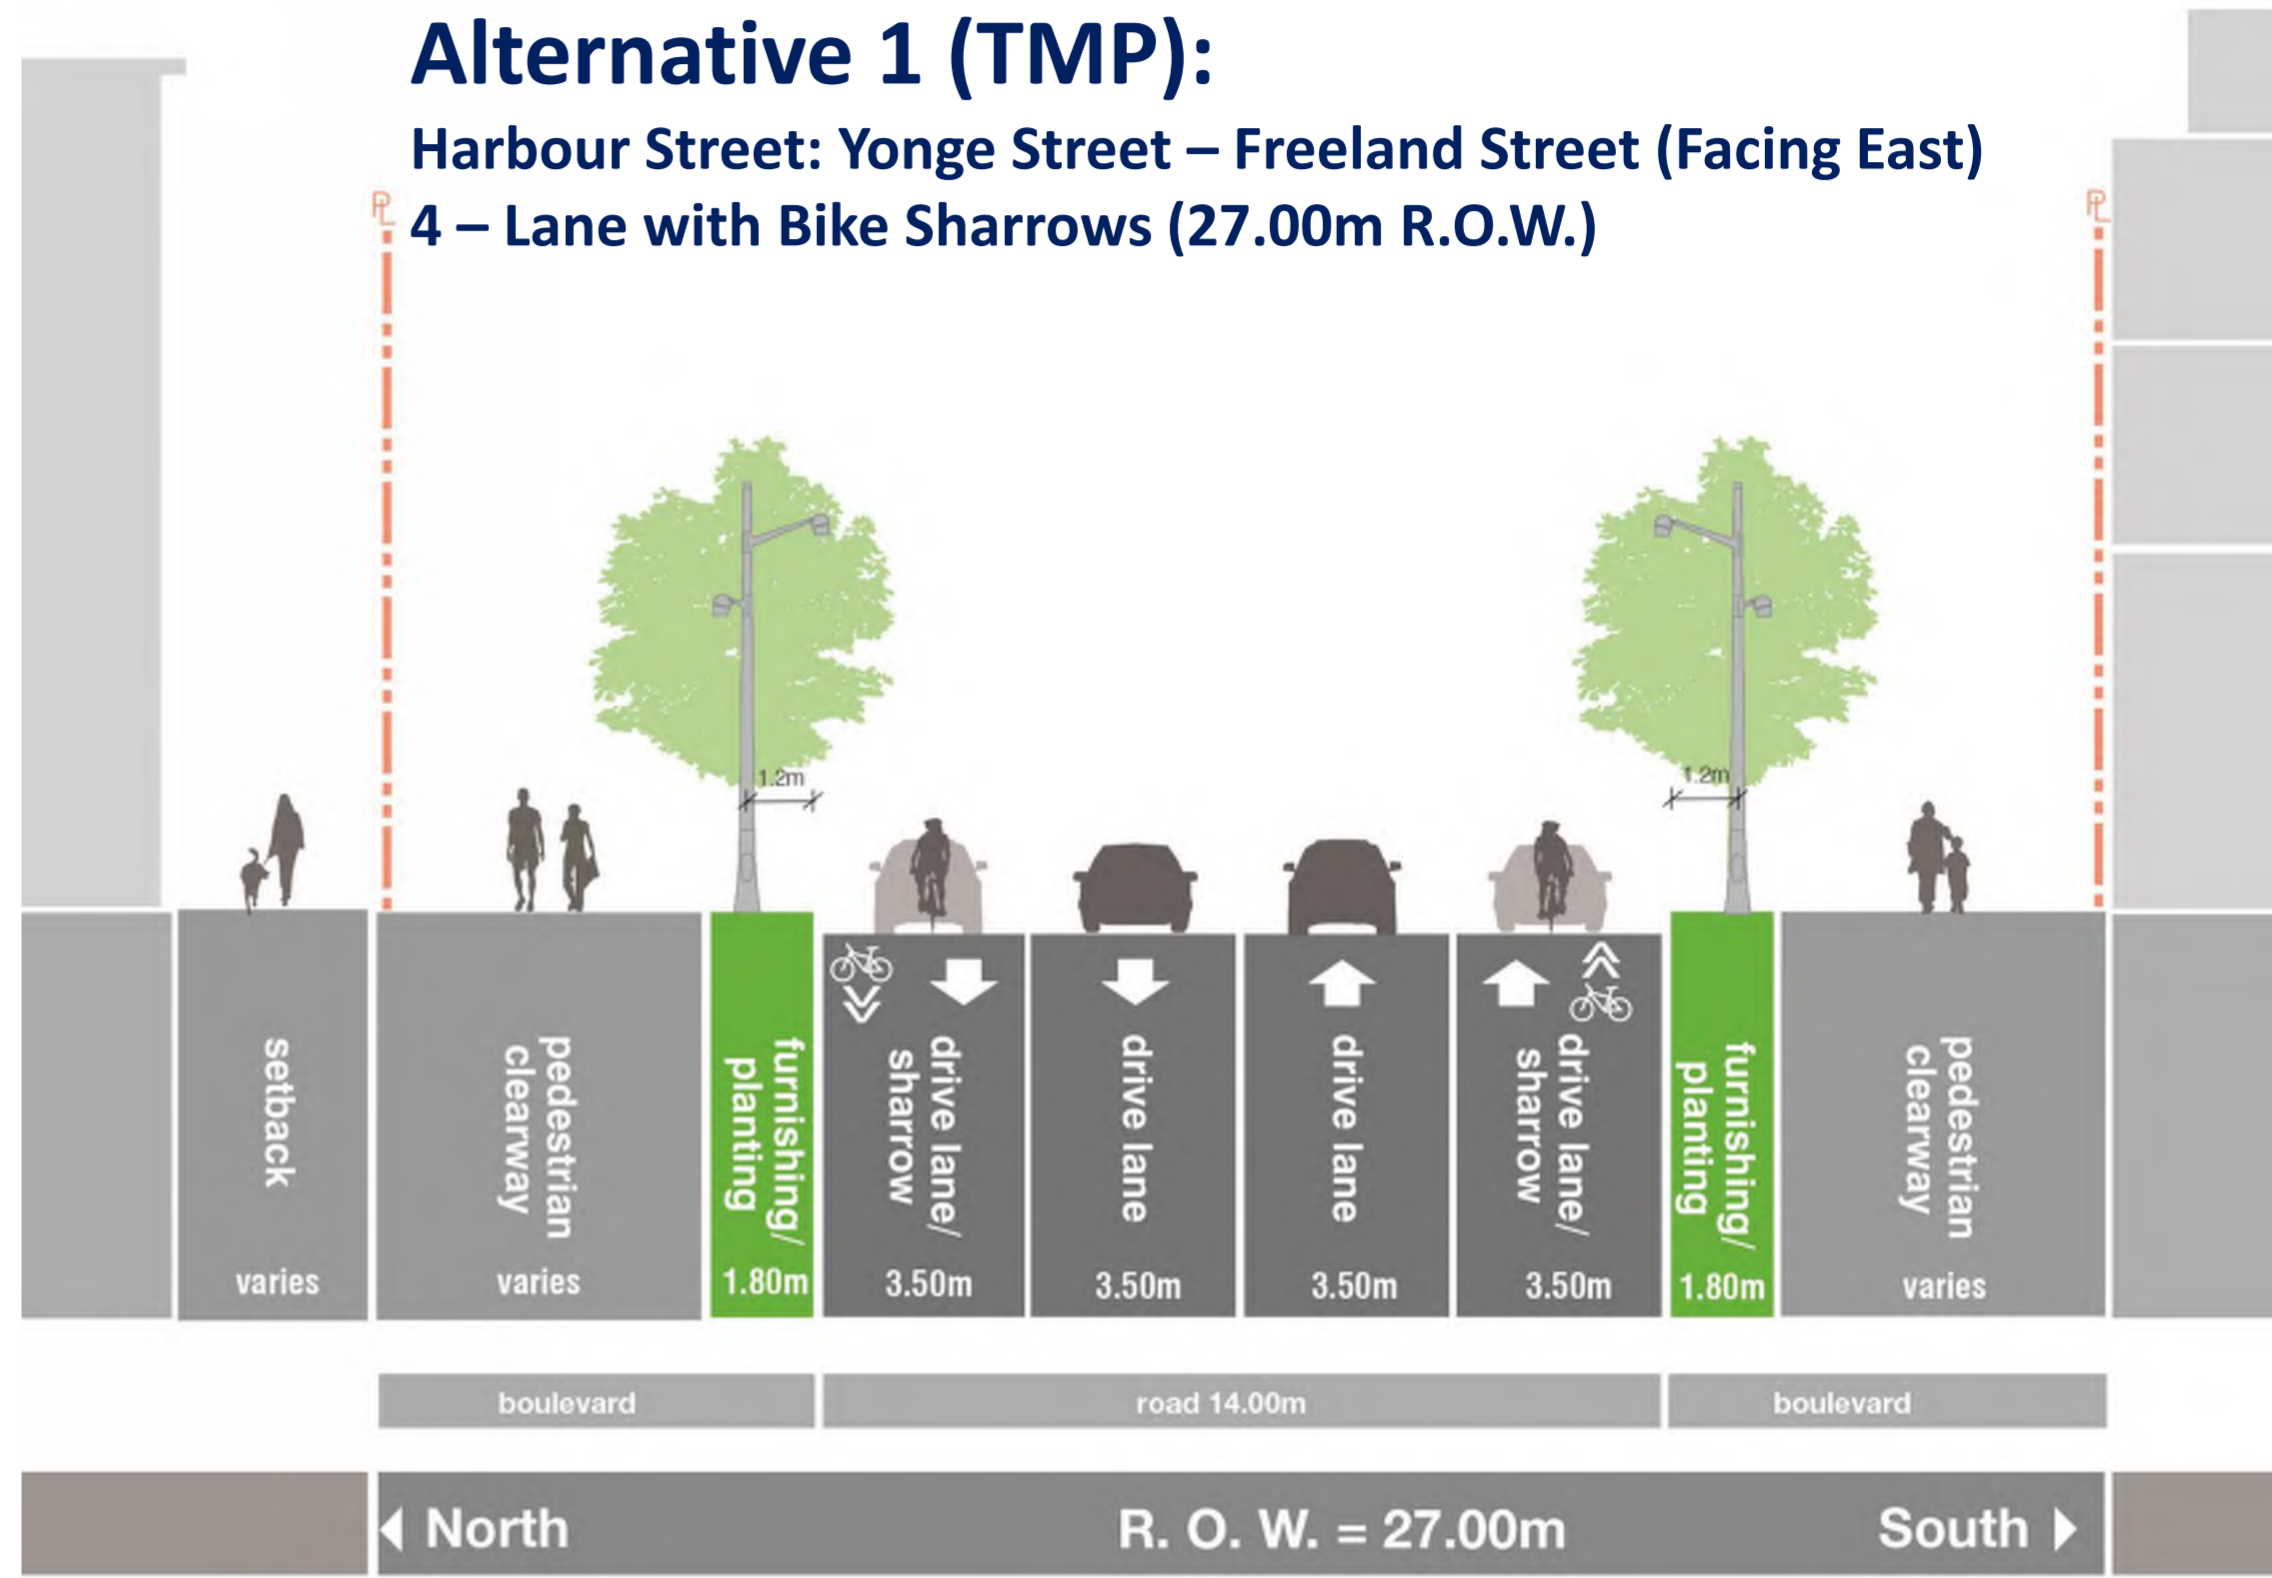 Alternative 1 (TMP):
Harbour Street: Yonge Street – Freeland Street (Facing East)
4 – Lane with Bike Sharrows (27.00m R.O.W.)
PL
PL
1.2m
1.2m
setback
varies
pedestrian
clearway
varies
furnishing/
planting
1.80m
drive lane/
sharrow
3.50m
drive lane
3.50m
drive lane
3.50m
drive lane/
sharrow
3.50m
furnishing/
planting
1.80m
pedestrian
clearway
varies
boulevard
road 14.00m
boulevard
North
R. O. W. = 27.00m
South